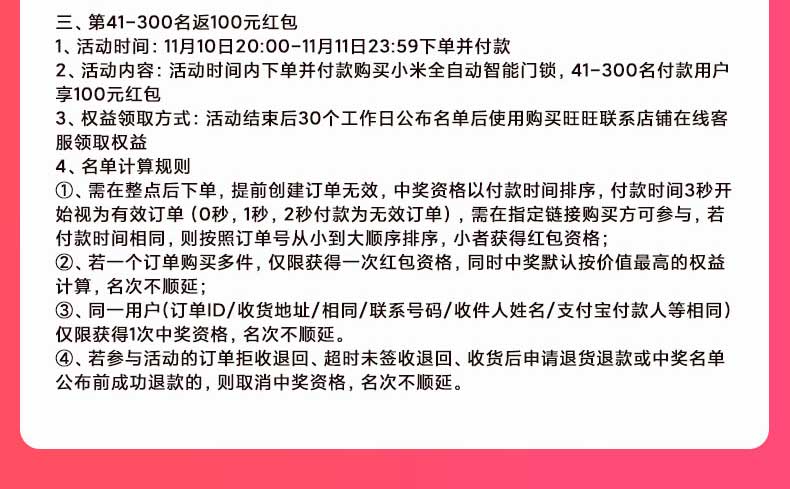 三、第41-300名返100元红包
1、活动时间：11月10日20:00-11月11日23:59下单并付款
2、活动内容：活动时间内下单并付款购买小米全自动智能门锁，41-300名付款用户
享100元红包
3、权益领取方式：活动结束后30个工作日公布名单后使用购买旺旺联系店铺在线客
服领取权益
4、名单计算规则
①、需在整点后下单，提前创建订单无效，中奖资格以付款时间排序，付款时间3秒开
始视为有效订单（0秒，1秒，2秒付款为无效订单），需在指定链接购买方可参与，若
付款时间相同，则按照订单号从小到大顺序排序，小者获得红包资格；
②、若一个订单购买多件，仅限获得一次红包资格，同时中奖默认按价值最高的权益
计算，名次不顺延；
③、同一用户(订单ID/收货地址/相同/联系号码/收件人姓名/支付宝付款人等相同)
仅限获得1次中奖资格，名次不顺延。
④、若参与活动的订单拒收退回、超时未签收退回、收货后申请退货退款或中奖名单
公布前成功退款的，则取消中奖资格，名次不顺延。